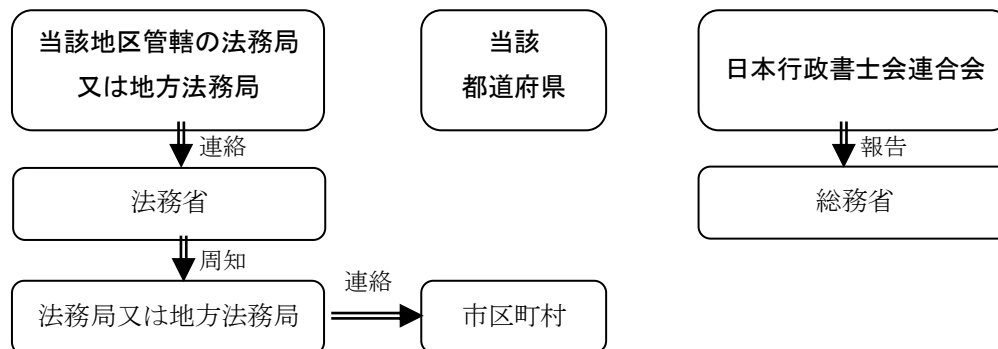 当該地区管轄の法務局
又は地方法務局
当該
都道府県
日本行政書士会連合会
連絡
報告
法務省
総務省
周知
連絡
法務局又は地方法務局
市区町村